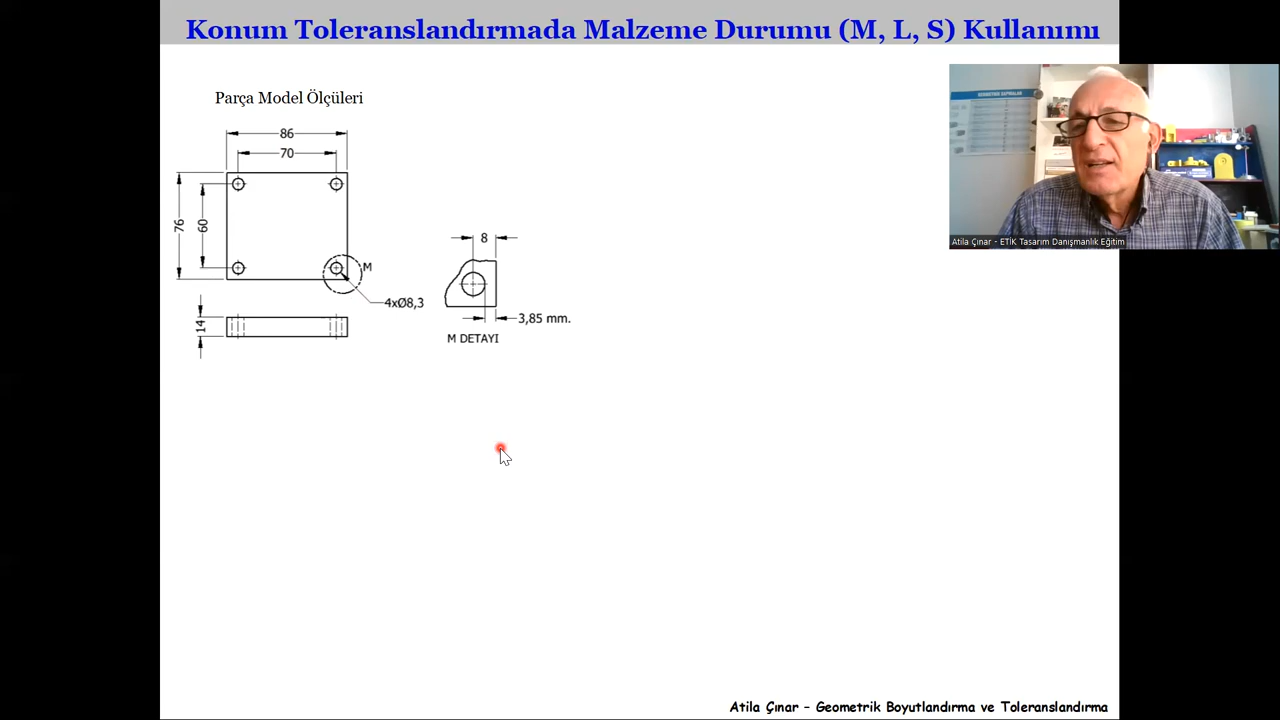 Konum Toleranslandırmada Malzeme Durumu (M, L, S) Kullanımı
Parça Model Ölçüleri
86
70
76
60
M
4xØ8,3
14
8
3,85 mm.
M DETAYI
Atila Çınar - ETİK Tasarım Danışmanlık Eğitim
Atila Çınar – Geometrik Boyutlandırma ve Toleranslandırma